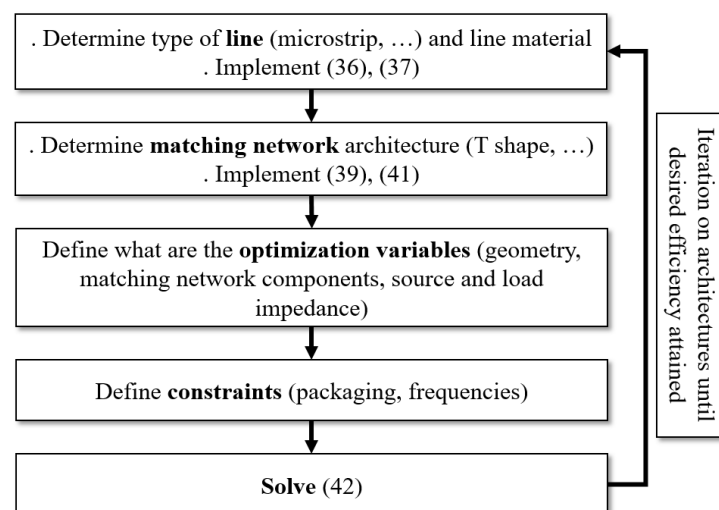 . Determine type of line (microstrip, …) and line material
. Implement (36), (37)
. Determine matching network architecture (T shape, …)
. Implement (39), (41)
Define what are the optimization variables (geometry,
matching network components, source and load
impedance)
Define constraints (packaging, frequencies)
Solve (42)
Iteration on architectures until
desired efficiency attained